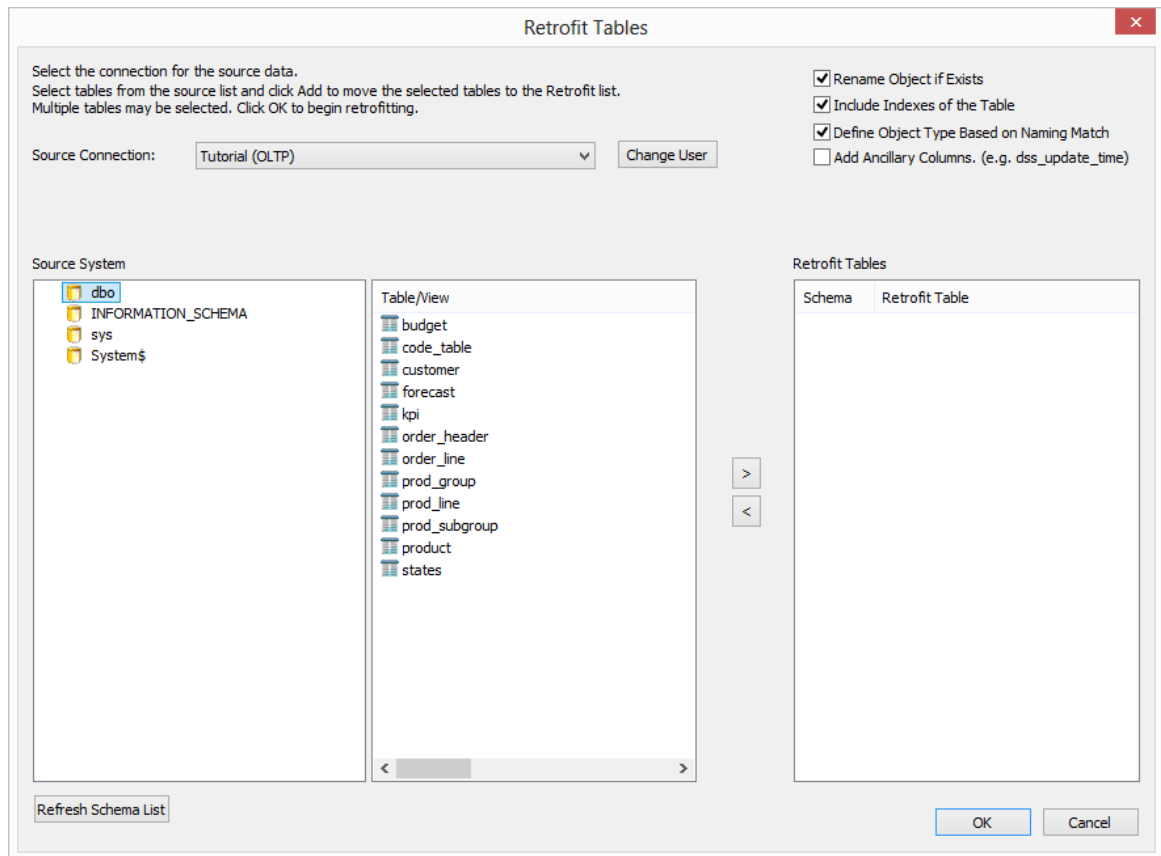 Retrofit Tables
Select the connection for the source data.
Select tables from the source list and click Add to move the selected tables to the Retrofit list.
Multiple tables may be selected. Click OK to begin retrofitting.
Rename Object if Exists
Include Indexes of the Table
Define Object Type Based on Naming Match
Add Ancillary Columns. (e.g. dss_update_time)
Source Connection:
Tutorial (OLTP)
Change User
Source System
dbo
INFORMATION_SCHEMA
sys
System$
Table/View
budget
code_table
customer
forecast
kpi
order_header
order_line
prod_group
prod_line
prod_subgroup
product
states
>
<
Retrofit Tables
Schema Retrofit Table
Refresh Schema List
OK
Cancel